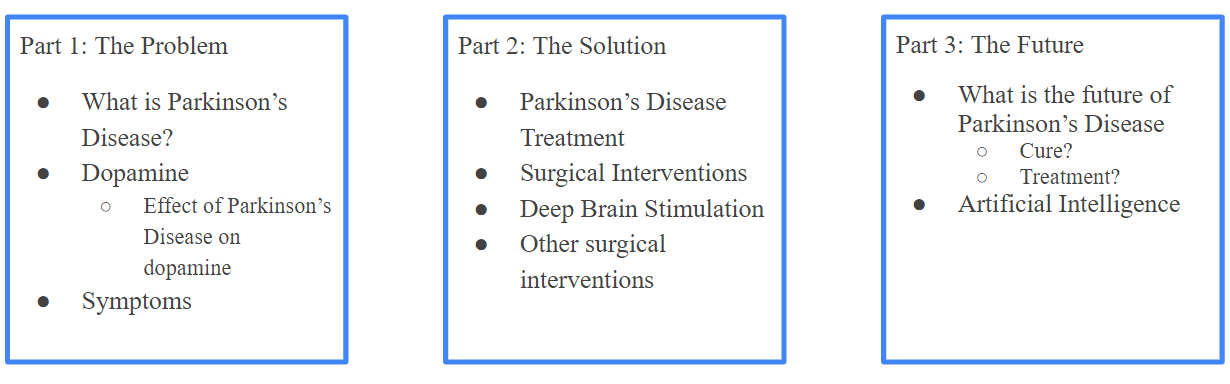 Part 1: The Problem
● What is Parkinson’s
Disease?
● Dopamine
○ Effect of Parkinson’s
Disease on
dopamine
● Symptoms
Part 2: The Solution
● Parkinson’s Disease
Treatment
● Surgical Interventions
● Deep Brain Stimulation
● Other surgical
interventions
Part 3: The Future
● What is the future of
Parkinson’s Disease
○ Cure?
○ Treatment?
● Artificial Intelligence